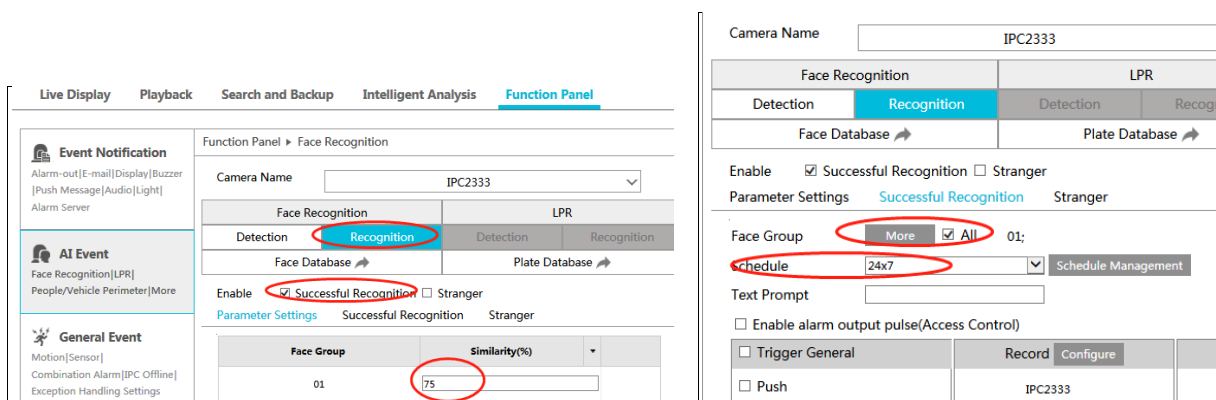 Live Display Playback Search and Backup Intelligent Analysis Function Panel
Event Notification
Alarm-out|E-mail|Display|Buzzer
|Push Message|Audio|Light|
Alarm Server
AI Event
Face Recognition|LPR|
People/Vehicle Perimeter|More
General Event
Motion|Sensor|
Combination Alarm|IPC Offline|
Exception Handling Settings
Function Panel ▸ Face Recognition
Camera Name IPC2333
Face Recognition LPR
Detection Recognition Detection Recognition
Face Database Plate Database
Enable Successful Recognition Stranger
Parameter Settings Successful Recognition Stranger
Face Group Similarity(%)
01 75
Camera Name IPC2333
Face Recognition LPR
Detection Recognition Detection Recog
Face Database Plate Database
Enable Successful Recognition Stranger
Parameter Settings Successful Recognition Stranger
Face Group More All 01;
Schedule 24x7 Schedule Management
Text Prompt
Enable alarm output pulse(Access Control)
Trigger General Record Configure
Push IPC2333